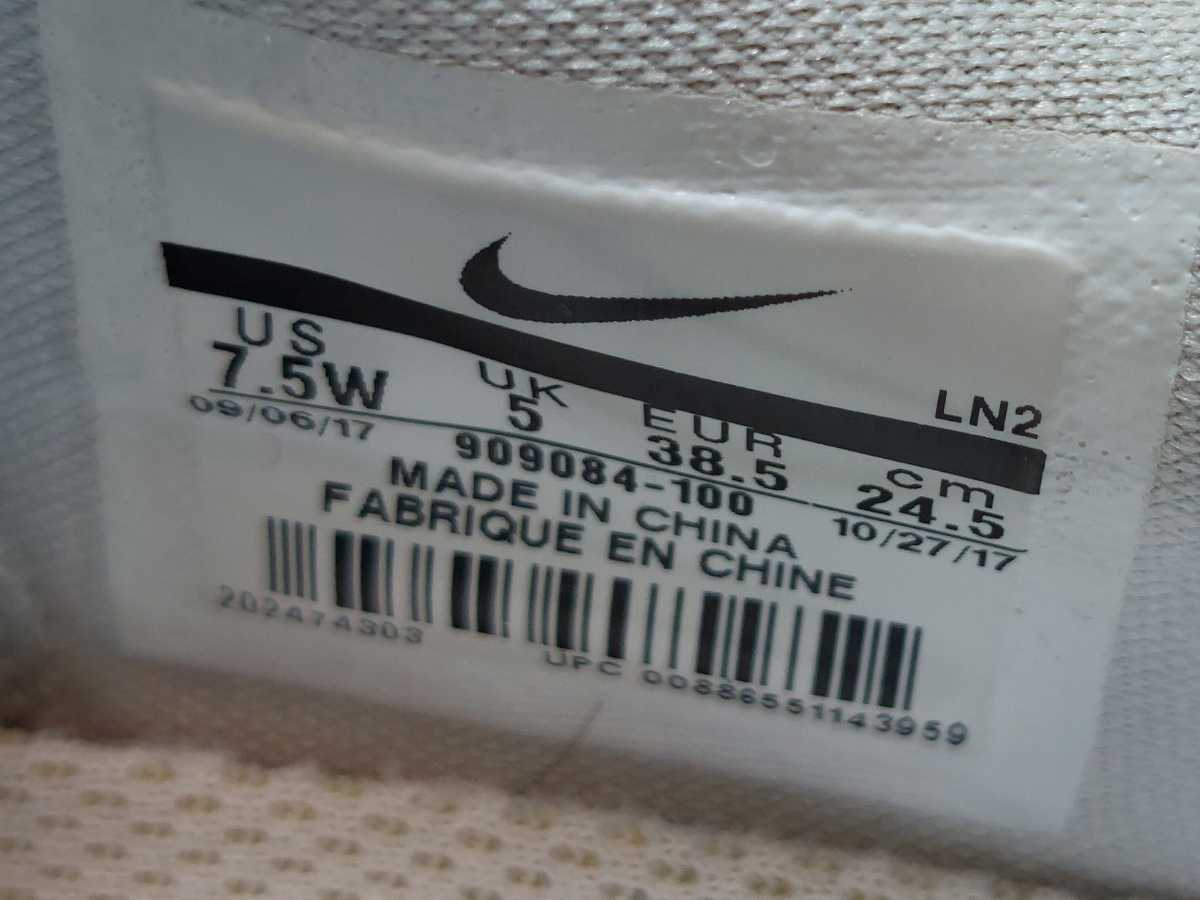 LN2
US UK EUR cm
7.5W 5 38.5 24.5
09/06/17 909084-100 10/27/17
MADE IN CHINA
FABRIQUE EN CHINE
202474303
UPC 00886551143959